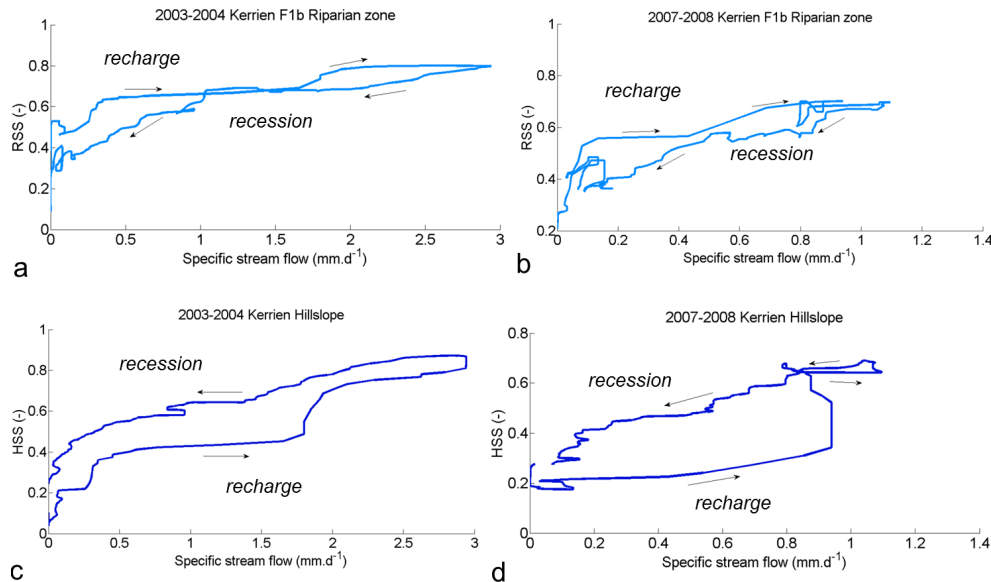 2003-2004 Kerrien F1b Riparian zone
1
0.8
0.6
0.4
0.2
0
RSS (-)
recharge
recession
0 0.5 1 1.5 2 2.5 3
Specific stream flow (mm.d-1)
a
2007-2008 Kerrien F1b Riparian zone
1
0.8
0.6
0.4
0.2
RSS (-)
recharge
recession
0 0.2 0.4 0.6 0.8 1 1.2 1.4
Specific stream flow (mm.d-1)
b
2003-2004 Kerrien Hillslope
1
0.8
0.6
0.4
0.2
0
HSS (-)
recession
recharge
0 0.5 1 1.5 2 2.5 3
Specific stream flow (mm.d-1)
c
2007-2008 Kerrien Hillslope
0.8
0.6
0.4
0.2
0
HSS (-)
recession
recharge
0 0.2 0.4 0.6 0.8 1 1.2 1.4
Specific stream flow (mm.d-1)
d